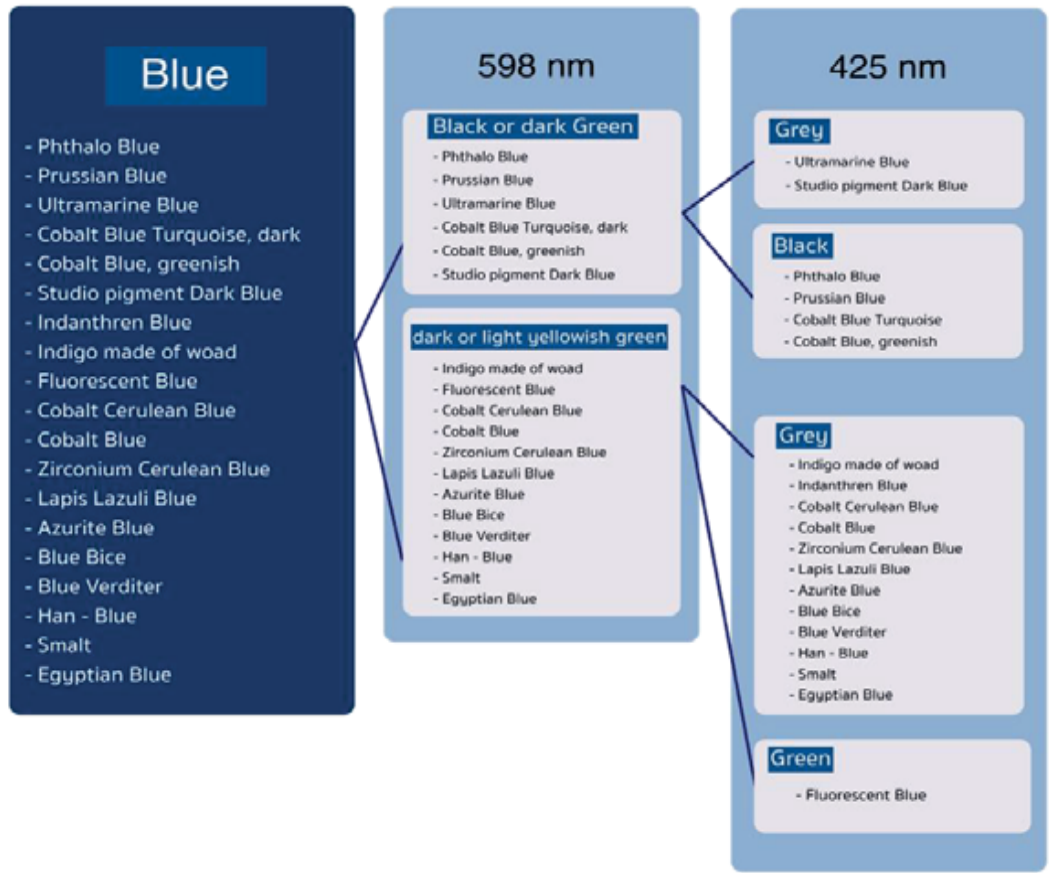 Blue
- Phthalo Blue
- Prussian Blue
- Ultramarine Blue
- Cobalt Blue Turquoise, dark
- Cobalt Blue, greenish
- Studio pigment Dark Blue
- Indanthren Blue
- Indigo made of woad
- Fluorescent Blue
- Cobalt Cerulean Blue
- Cobalt Blue
- Zirconium Cerulean Blue
- Lapis Lazuli Blue
- Azurite Blue
- Blue Bice
- Blue Verditer
- Han - Blue
- Smalt
- Egyptian Blue
598 nm
Black or dark Green
- Phthalo Blue
- Prussian Blue
- Ultramarine Blue
- Cobalt Blue Turquoise, dark
- Cobalt Blue, greenish
- Studio pigment Dark Blue
dark or light yellowish green
- Indigo made of woad
- Fluorescent Blue
- Cobalt Cerulean Blue
- Cobalt Blue
- Zirconium Cerulean Blue
- Lapis Lazuli Blue
- Azurite Blue
- Blue Bice
- Blue Verditer
- Han - Blue
- Smalt
- Egyptian Blue
425 nm
Grey
- Ultramarine Blue
- Studio pigment Dark Blue
Black
- Phthalo Blue
- Prussian Blue
- Cobalt Blue Turquoise
- Cobalt Blue, greenish
Grey
- Indigo made of woad
- Indanthren Blue
- Cobalt Cerulean Blue
- Cobalt Blue
- Zirconium Cerulean Blue
- Lapis Lazuli Blue
- Azurite Blue
- Blue Bice
- Blue Verditer
- Han - Blue
- Smalt
- Egyptian Blue
Green
- Fluorescent Blue